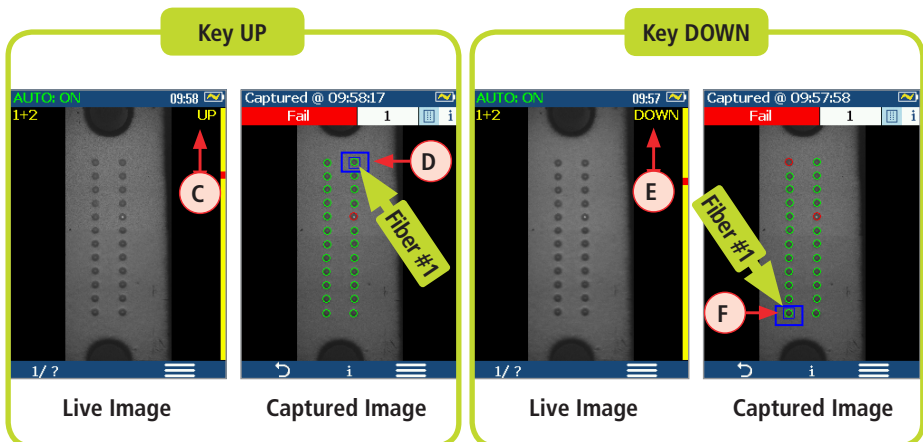 Key UP
AUTO: ON 09:58
1+2 UP
C
1/ ?
Live Image
Captured @ 09:58:17
Fail 1 i
D
Fiber #1
i
Captured Image
Key DOWN
AUTO: ON 09:57
1+2 DOWN
E
1/ ?
Live Image
Captured @ 09:57:58
Fail 1 i
Fiber #1
F
i
Captured Image